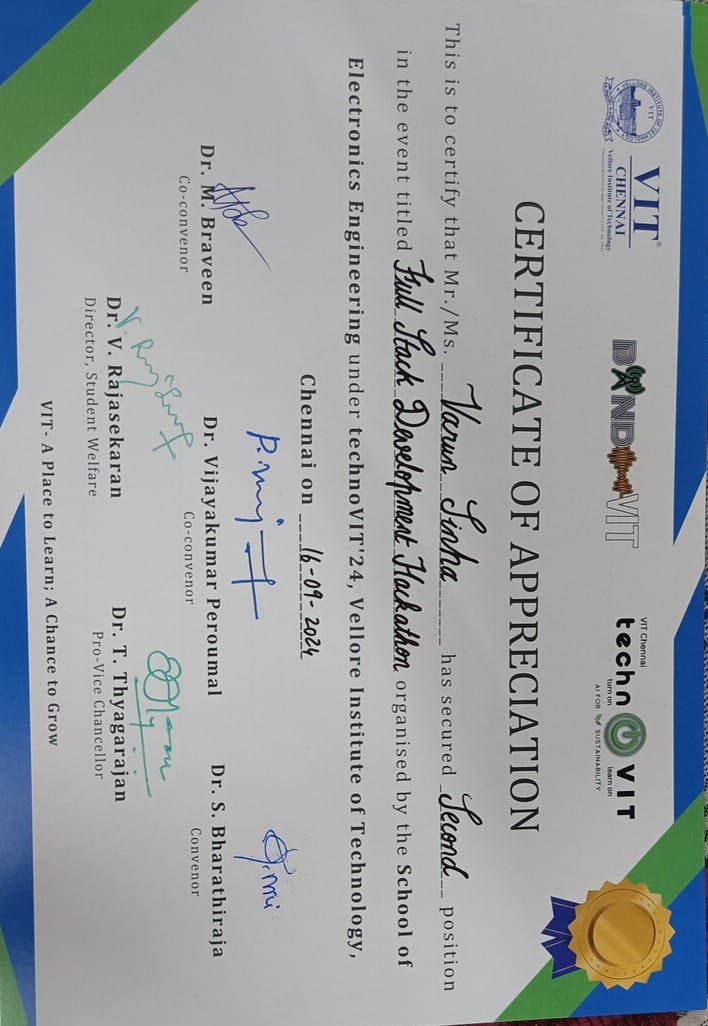 VIT
CHENNAI
Vellore Institute of Technology
BAND VIT
VIT Chennai
techno VIT
turn on learn on
AI FOR SUSTAINABILITY
CERTIFICATE OF APPRECIATION
This is to certify that Mr./Ms. Varun Sinha has secured Second position
in the event titled Full Stack Development Hackathon organised by the School of
Electronics Engineering under technoVIT'24, Vellore Institute of Technology,
Chennai on 16-09-2024
Dr. M. Braveen
Co-convenor
Dr. Vijayakumar Peroumal
Co-convenor
Dr. S. Bharathiraja
Convenor
Dr. V. Rajasekaran
Director, Student Welfare
Dr. T. Thyagarajan
Pro-Vice Chancellor
VIT- A Place to Learn; A Chance to Grow